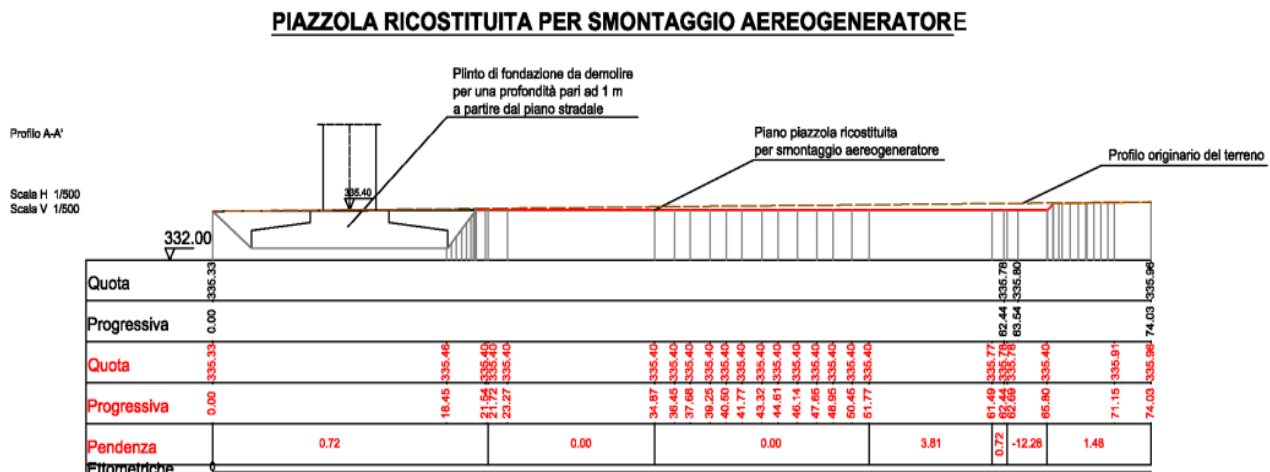 PIAZZOLA RICOSTITUITA PER SMONTAGGIO AEREOGENERATORE
Plinto di fondazione da demolire
per una profondità pari ad 1 m
a partire dal piano stradale
Profilo A-A'
Piano piazzola ricostituita
per smontaggio aereogeneratore
Profilo originario del terreno
Scala H 1/500
Scala V 1/500
335.40
332.00
Quota 335.33 335.78 335.80 335.96
Progressiva 0.00 62.44 63.54 74.03
Quota 335.33 335.46 335.40 335.40 335.40 335.40 335.40 335.40 335.40 335.40 335.40 335.40 335.40 335.40 335.40 335.40 335.40 335.40 335.77 335.78 335.78 335.40 335.91 335.96
Progressiva 0.00 18.45 21.54 21.72 23.27 34.87 36.45 37.68 39.25 40.50 41.77 43.32 44.61 46.14 47.65 48.95 50.45 51.77 61.49 62.44 62.69 65.80 71.15 74.03
Pendenza 0.72 0.00 0.00 3.81 0.72 -12.26 1.48
Ettometriche 0